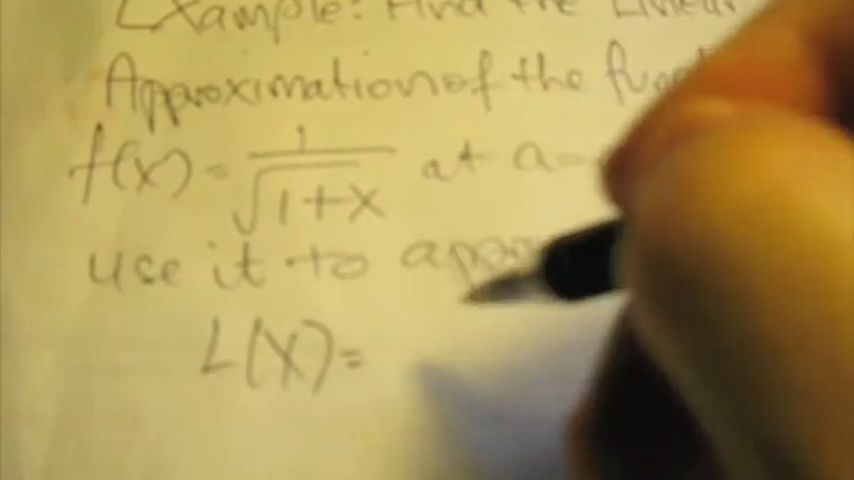 Example: Find the Linear
Approximation of the
f(x) = 1/√(1+x) at a=
use it to
L(X)=